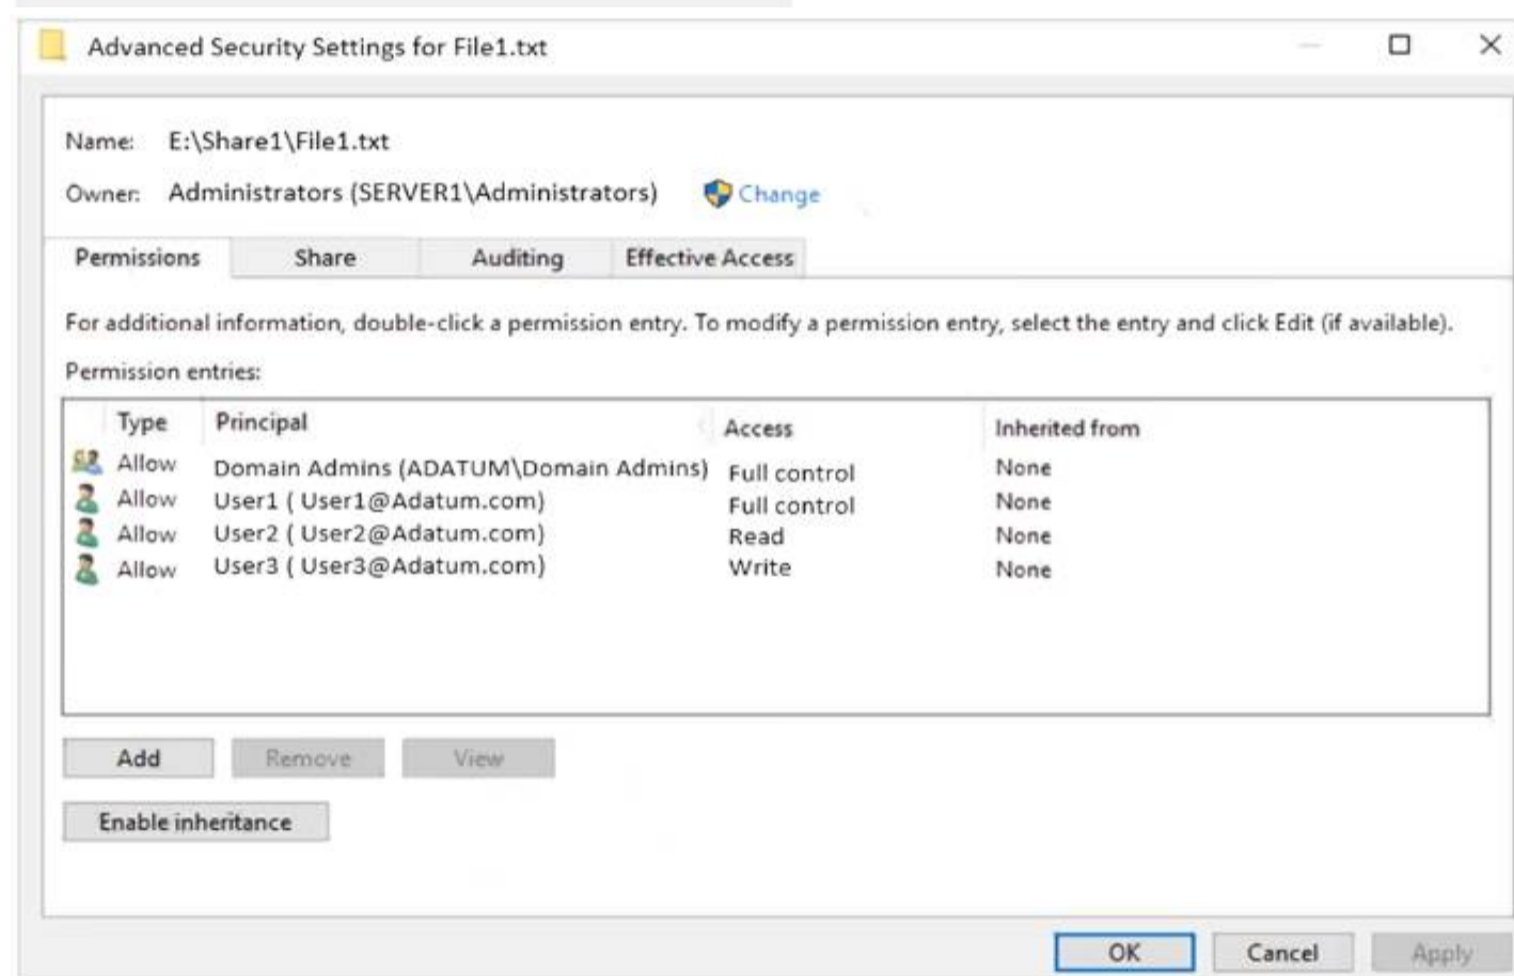 Advanced Security Settings for File1.txt
Name: E:\Share1\File1.txt
Owner: Administrators (SERVER1\Administrators) Change
Permissions Share Auditing Effective Access
For additional information, double-click a permission entry. To modify a permission entry, select the entry and click Edit (if available).
Permission entries:
Type Principal Access Inherited from
Allow Domain Admins (ADATUM\Domain Admins) Full control None
Allow User1 ( User1@Adatum.com) Full control None
Allow User2 ( User2@Adatum.com) Read None
Allow User3 ( User3@Adatum.com) Write None
Add Remove View
Enable inheritance
OK Cancel Apply